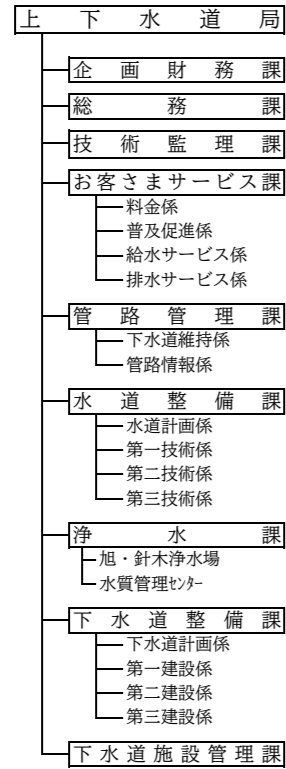 上下水道局
企画財務課
総務課
技術監理課
お客さまサービス課
料金係
普及促進係
給水サービス係
排水サービス係
管路管理課
下水道維持係
管路情報係
水道整備課
水道計画係
第一技術係
第二技術係
第三技術係
浄水課
旭・針木浄水場
水質管理ｾﾝﾀｰ
下水道整備課
下水道計画係
第一建設係
第二建設係
第三建設係
下水道施設管理課